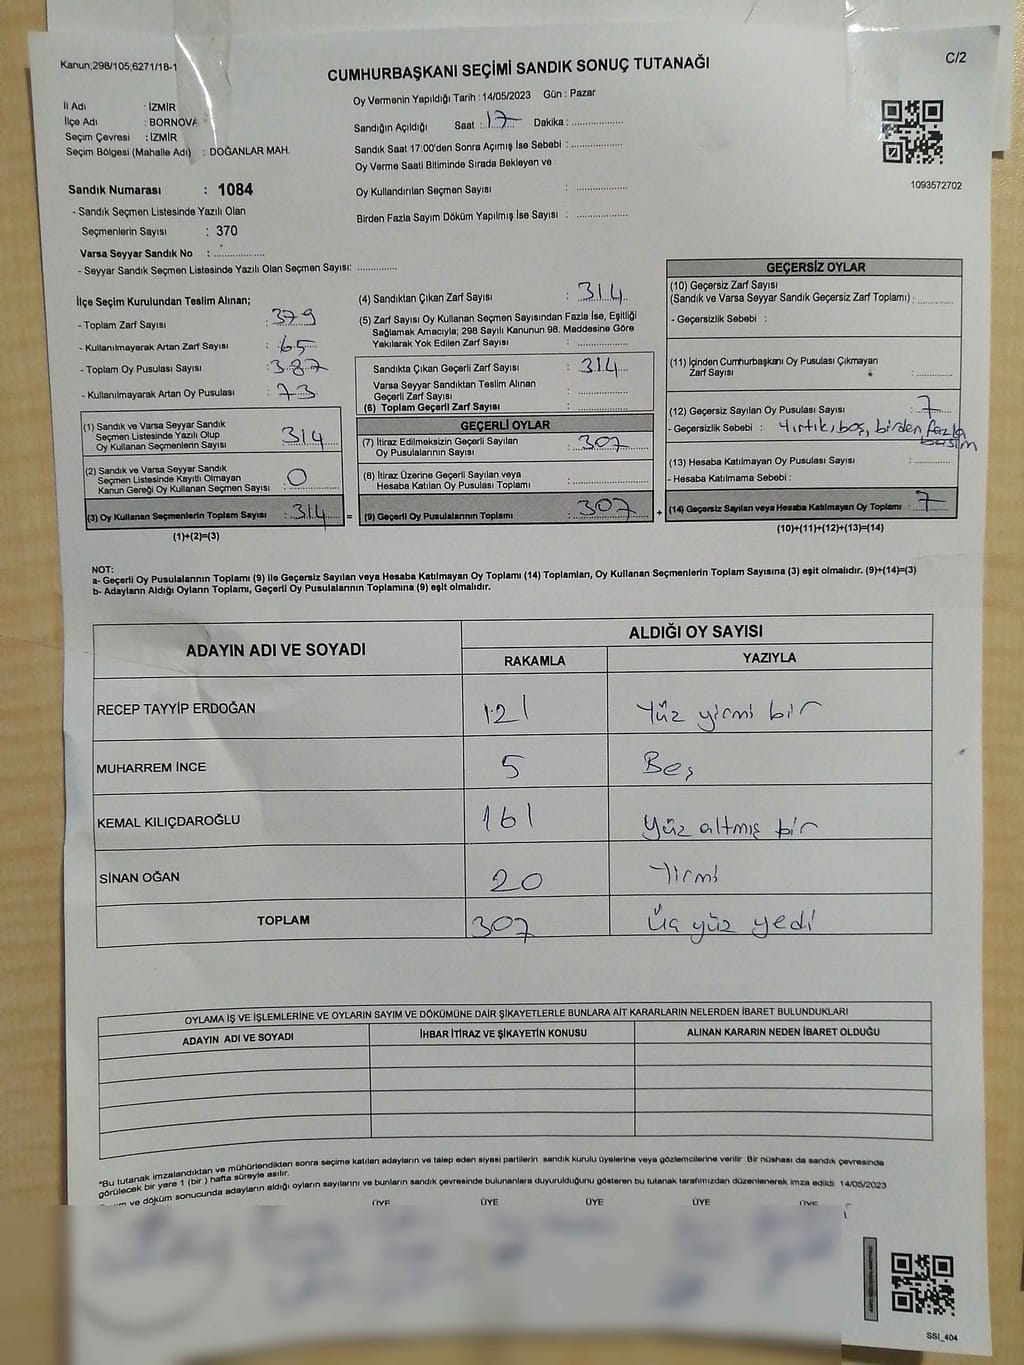 Kanun;298/105;6271/18-1
CUMHURBAŞKANI SEÇİMİ SANDIK SONUÇ TUTANAĞI
C/2
İl Adı : İZMİR
İlçe Adı : BORNOVA
Seçim Çevresi : İZMİR
Seçim Bölgesi (Mahalle Adı) : DOĞANLAR MAH.
Sandık Numarası : 1084
- Sandık Seçmen Listesinde Yazılı Olan
Seçmenlerin Sayısı : 370
Varsa Seyyar Sandık No : ..................
- Seyyar Sandık Seçmen Listesinde Yazılı Olan Seçmen Sayısı: ..............
Oy Vermenin Yapıldığı Tarih : 14/05/2023 Gün : Pazar
Sandığın Açıldığı Saat : 17 Dakika : ..................
Sandık Saat 17:00'den Sonra Açımış İse Sebebi : ..................
Oy Verme Saati Bitiminde Sırada Bekleyen ve
Oy Kullandırılan Seçmen Sayısı : ..................
Birden Fazla Sayım Döküm Yapılmış İse Sayısı : ..................
1093572702
İlçe Seçim Kurulundan Teslim Alınan;
- Toplam Zarf Sayısı : 379
- Kullanılmayarak Artan Zarf Sayısı : 65
- Toplam Oy Pusulası Sayısı : 387
- Kullanılmayarak Artan Oy Pusulası : 73
(1) Sandık ve Varsa Seyyar Sandık
Seçmen Listesinde Yazılı Olup
Oy Kullanan Seçmenlerin Sayısı : 314
(2) Sandık ve Varsa Seyyar Sandık
Seçmen Listesinde Kayıtlı Olmayan
Kanun Gereği Oy Kullanan Seçmen Sayısı : 0
(3) Oy Kullanan Seçmenlerin Toplam Sayısı : 314 =
(1)+(2)=(3)
(4) Sandıktan Çıkan Zarf Sayısı : 314
(5) Zarf Sayısı Oy Kullanan Seçmen Sayısından Fazla İse, Eşitliği
Sağlamak Amacıyla; 298 Sayılı Kanunun 98. Maddesine Göre
Yakılarak Yok Edilen Zarf Sayısı : ..................
Sandıkta Çıkan Geçerli Zarf Sayısı : 314
Varsa Seyyar Sandıktan Teslim Alınan
Geçerli Zarf Sayısı : ..................
(6) Toplam Geçerli Zarf Sayısı : ..................
GEÇERLİ OYLAR
(7) İtiraz Edilmeksizin Geçerli Sayılan
Oy Pusulalarının Sayısı : 307
(8) İtiraz Üzerine Geçerli Sayılan veya
Hesaba Katılan Oy Pusulası Toplamı : ..................
(9) Geçerli Oy Pusulalarının Toplamı : 307 +
GEÇERSİZ OYLAR
(10) Geçersiz Zarf Sayısı
(Sandık ve Varsa Seyyar Sandık Geçersiz Zarf Toplamı) : ............
- Geçersizlik Sebebi :
(11) İçinden Cumhurbaşkanı Oy Pusulası Çıkmayan
Zarf Sayısı : ............
(12) Geçersiz Sayılan Oy Pusulası Sayısı : 7
- Geçersizlik Sebebi : Yırtık, boş, birden fazla
basım
(13) Hesaba Katılmayan Oy Pusulası Sayısı : ............
- Hesaba Katılmama Sebebi :
(14) Geçersiz Sayılan veya Hesaba Katılmayan Oy Toplamı : 7
(10)+(11)+(12)+(13)=(14)
NOT:
a- Geçerli Oy Pusulalarının Toplamı (9) ile Geçersiz Sayılan veya Hesaba Katılmayan Oy Toplamı (14) Toplamları, Oy Kullanan Seçmenlerin Toplam Sayısına (3) eşit olmalıdır. (9)+(14)=(3)
b- Adayların Aldığı Oyların Toplamı, Geçerli Oy Pusulalarının Toplamına (9) eşit olmalıdır.
ADAYIN ADI VE SOYADI ALDIĞI OY SAYISI
RAKAMLA YAZIYLA
RECEP TAYYİP ERDOĞAN 121 Yüz yirmi bir
MUHARREM İNCE 5 Beş
KEMAL KILIÇDAROĞLU 161 Yüz altmış bir
SİNAN OĞAN 20 Yirmi
TOPLAM 307 Üç yüz yedi
OYLAMA İŞ VE İŞLEMLERİNE VE OYLARIN SAYIM VE DÖKÜMÜNE DAİR ŞİKAYETLERLE BUNLARA AİT KARARLARIN NELERDEN İBARET BULUNDUKLARI
ADAYIN ADI VE SOYADI İHBAR İTİRAZ VE ŞİKAYETİN KONUSU ALINAN KARARIN NEDEN İBARET OLDUĞU
*Bu tutanak imzalandıktan ve mühürlendikten sonra seçime katılan adayların ve talep eden siyasi partilerin sandık kurulu üyelerine veya gözlemcilerine verilir. Bir nüshası da sandık çevresinde
görülecek bir yere 1 (bir) hafta süreyle asılır.
ve döküm sonucunda adayların aldığı oyların sayılarını ve bunların sandık çevresinde bulunanlara duyurulduğunu gösteren bu tutanak tarafımızdan düzenlenerek imza edildi. 14/05/2023
ÜYE ÜYE ÜYE ÜYE ÜYE
SSI_404